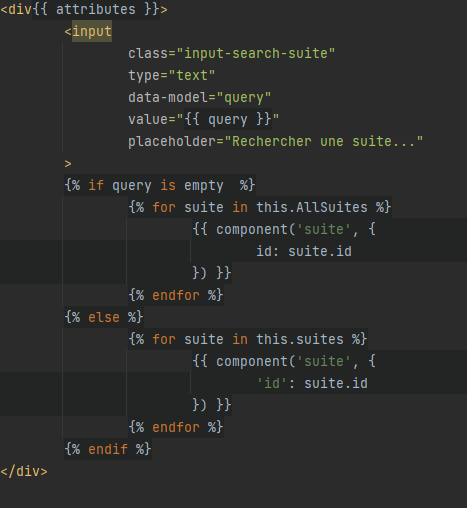 <div{{ attributes }}>
<input
class="input-search-suite"
type="text"
data-model="query"
value="{{ query }}"
placeholder="Rechercher une suite..."
>
{% if query is empty  %}
{% for suite in this.AllSuites %}
{{ component('suite', {
id: suite.id
}) }}
{% endfor %}
{% else %}
{% for suite in this.suites %}
{{ component('suite', {
'id': suite.id
}) }}
{% endfor %}
{% endif %}
</div>